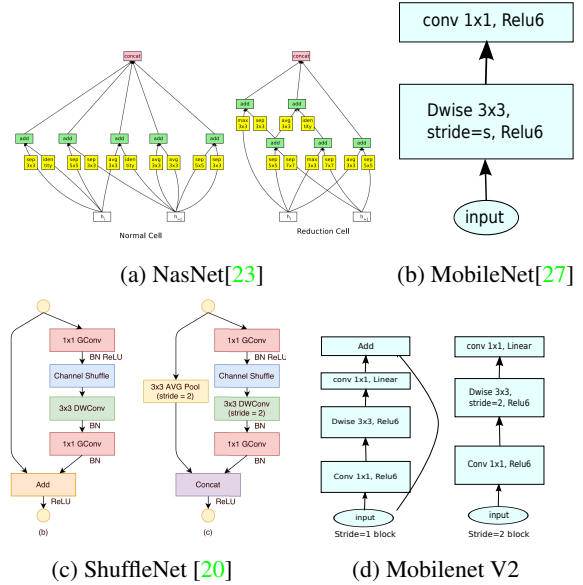 concat
add
add
add
add
add
sep 3x3
iden tity
sep 5x5
sep 3x3
avg 3x3
iden tity
avg 3x3
avg 3x3
sep 5x5
sep 3x3
hi
hi-1
Normal Cell
concat
add
add
max 3x3
sep 3x3
avg 3x3
iden tity
add
add
sep 5x5
sep 7x7
max 3x3
sep 7x7
avg 3x3
sep 5x5
hi
hi-1
Reduction Cell
(a) NasNet[23]
conv 1x1, Relu6
Dwise 3x3,
stride=s, Relu6
input
(b) MobileNet[27]
1x1 GConv
BN ReLU
Channel Shuffle
3x3 DWConv
BN
1x1 GConv
BN
Add
ReLU
(b)
3x3 AVG Pool
(stride = 2)
1x1 GConv
BN ReLU
Channel Shuffle
3x3 DWConv
(stride = 2)
BN
1x1 GConv
BN
Concat
ReLU
(c)
(c) ShuffleNet [20]
Add
conv 1x1, Linear
Dwise 3x3, Relu6
Conv 1x1, Relu6
input
Stride=1 block
conv 1x1, Linear
Dwise 3x3,
stride=2, Relu6
Conv 1x1, Relu6
input
Stride=2 block
(d) Mobilenet V2